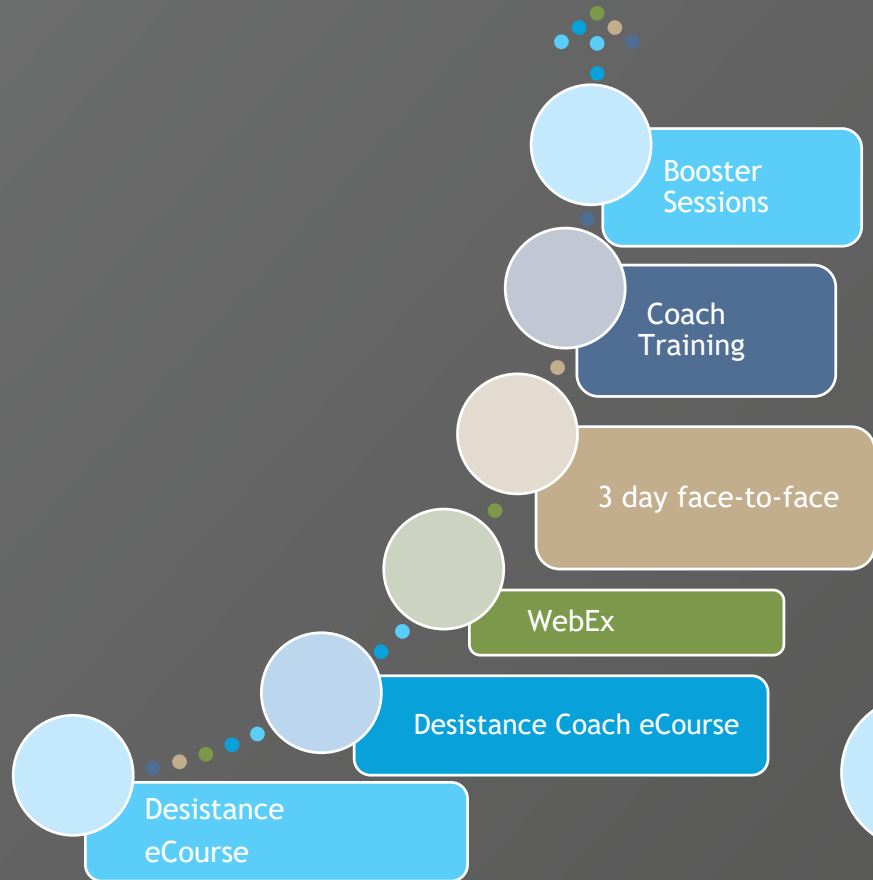 Booster
Sessions
Coach
Training
3 day face-to-face
WebEx
Desistance Coach eCourse
Desistance
eCourse